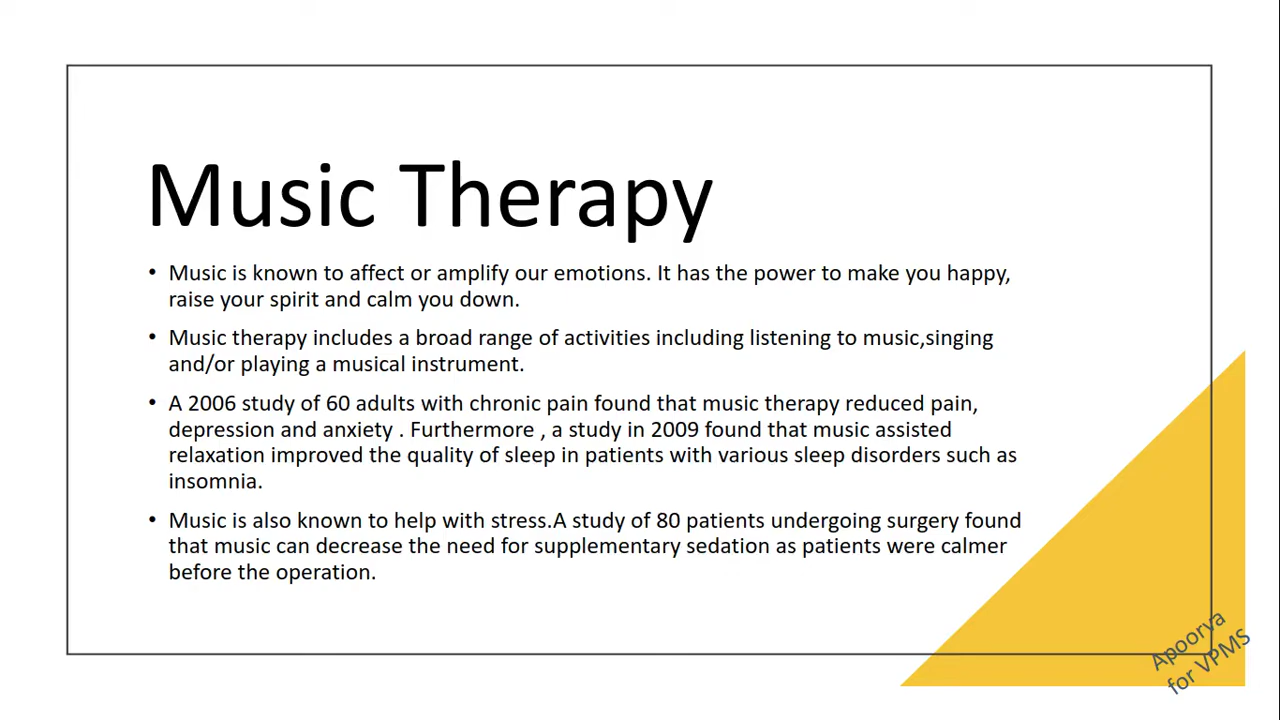 Music Therapy
• Music is known to affect or amplify our emotions. It has the power to make you happy,
raise your spirit and calm you down.
• Music therapy includes a broad range of activities including listening to music,singing
and/or playing a musical instrument.
• A 2006 study of 60 adults with chronic pain found that music therapy reduced pain,
depression and anxiety . Furthermore , a study in 2009 found that music assisted
relaxation improved the quality of sleep in patients with various sleep disorders such as
insomnia.
• Music is also known to help with stress.A study of 80 patients undergoing surgery found
that music can decrease the need for supplementary sedation as patients were calmer
before the operation.
Apoorva
for VPMS